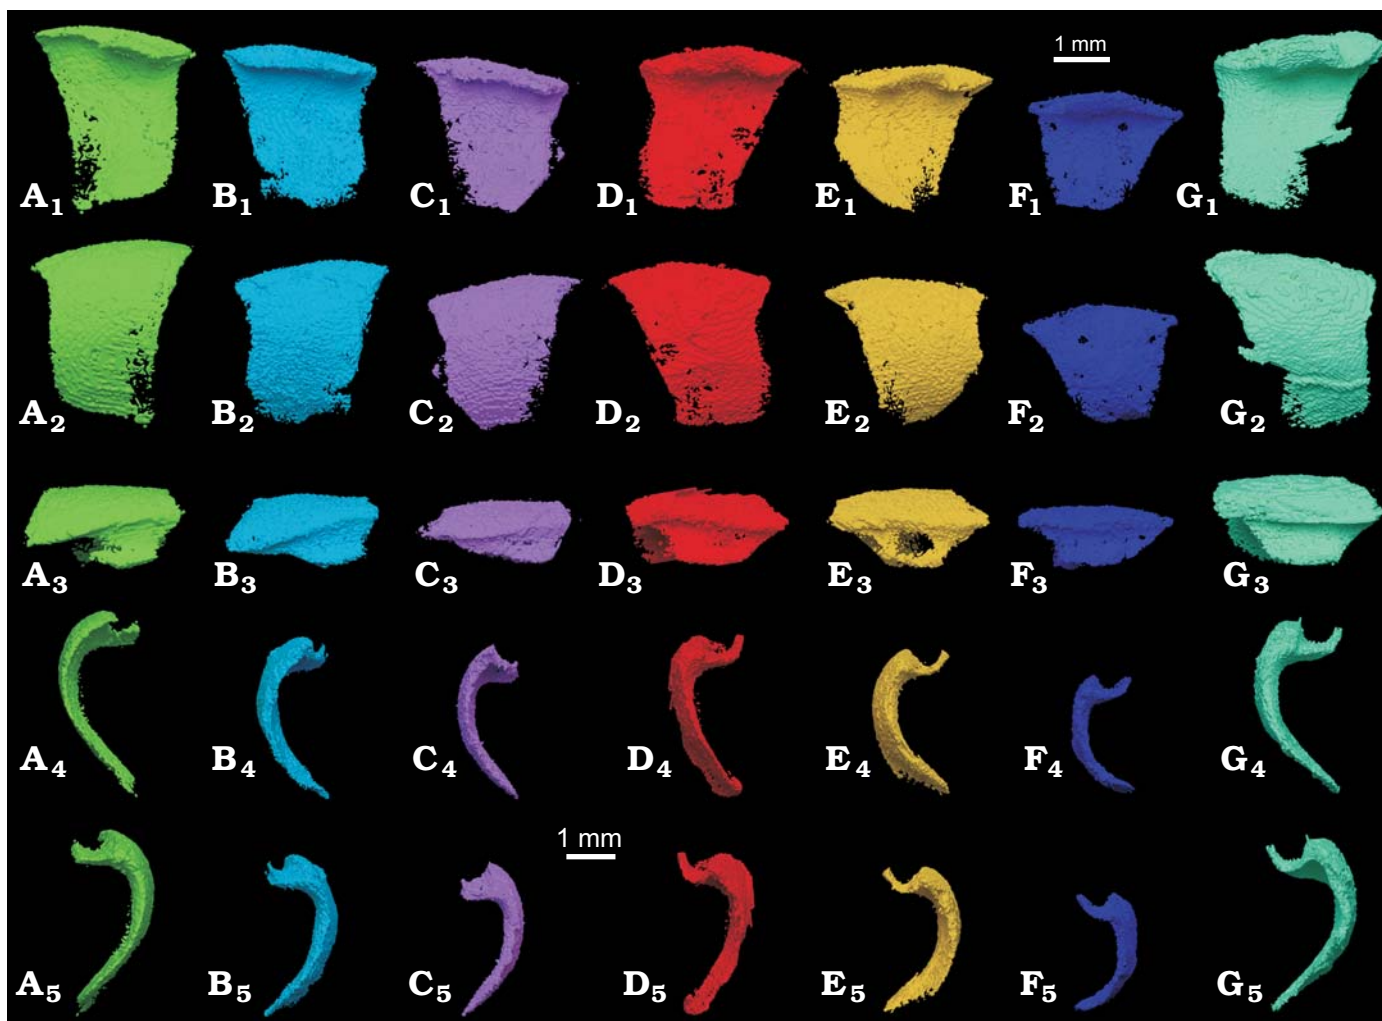 1 mm
A1 B1 C1 D1 E1 F1 G1
A2 B2 C2 D2 E2 F2 G2
A3 B3 C3 D3 E3 F3 G3
A4 B4 C4 D4 E4 F4 G4
1 mm
A5 B5 C5 D5 E5 F5 G5